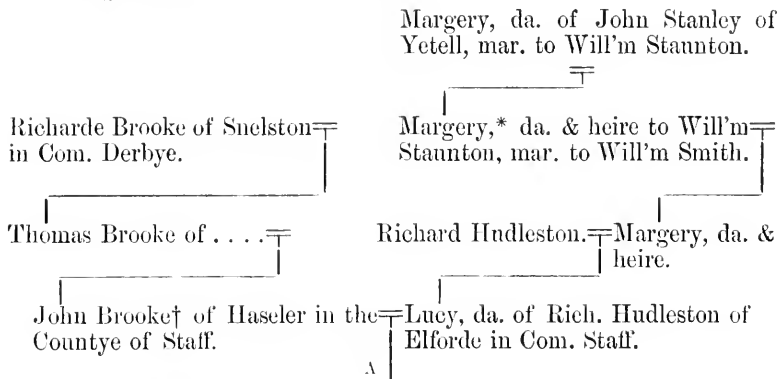 Margery, da. of John Stanley of
Yetell, mar. to Will'm Staunton.
Richarde Brooke of Snelston
in Com. Derbye.
Margery,* da. & heire to Will'm
Staunton, mar. to Will'm Smith.
Thomas Brooke of . . . .
Richard Hudleston.
Margery, da. &
heire.
John Brooke† of Haseler in the
Countye of Staff.
Lucy, da. of Rich. Hudleston of
Elforde in Com. Staff.
A